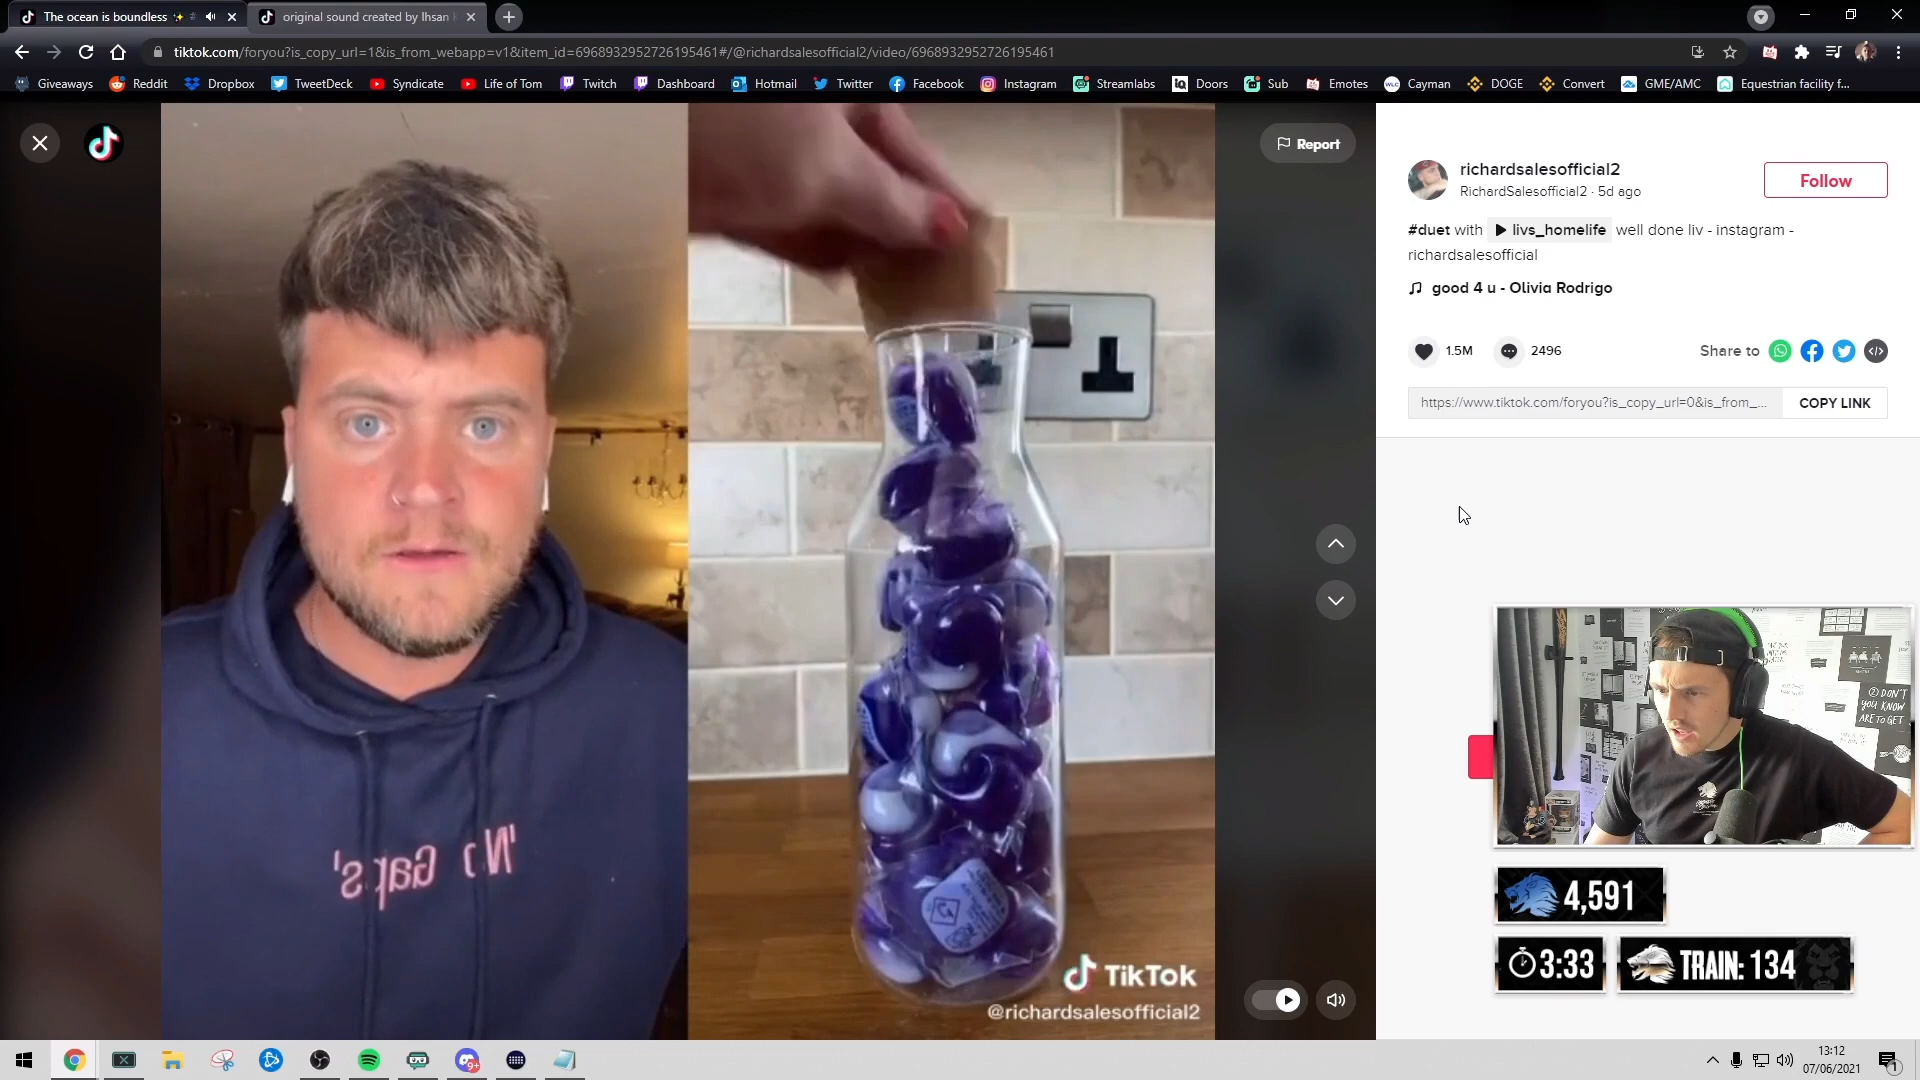 The ocean is boundless
original sound created by Ihsan
tiktok.com/foryou?is_copy_url=1&is_from_webapp=v1&item_id=6968932952726195461#/@richardsalesofficial2/video/6968932952726195461
Giveaways Reddit Dropbox TweetDeck Syndicate Life of Tom Twitch Dashboard Hotmail Twitter Facebook Instagram Streamlabs Doors Sub Emotes Cayman DOGE Convert GME/AMC Equestrian facility f...
Report
richardsalesofficial2
RichardSalesofficial2 · 5d ago
Follow
#duet with livs_homelife well done liv - instagram -
richardsalesofficial
good 4 u - Olivia Rodrigo
1.5M 2496 Share to
https://www.tiktok.com/foryou?is_copy_url=0&is_from_... COPY LINK
② DON'T
YOU KNOW
ARE TO GET
4,591
3:33 TRAIN: 134
'No Gaps'
TikTok
@richardsalesofficial2
9+
13:12
07/06/2021
1